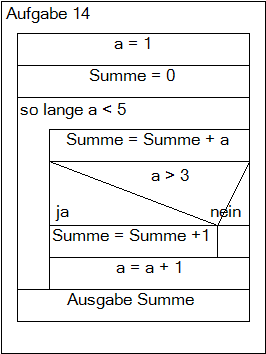 Aufgabe 14
a = 1
Summe = 0
so lange a < 5
Summe = Summe + a
a > 3
ja nein
Summe = Summe +1
a = a + 1
Ausgabe Summe